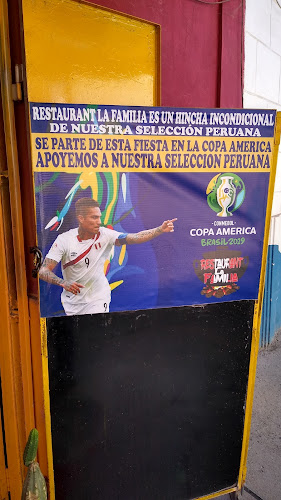 RESTAURANT LA FAMILIA ES UN HINCHA INCONDICIONAL
DE NUESTRA SELECCIÓN PERUANA
SE PARTE DE ESTA FIESTA EN LA COPA AMERICA
APOYEMOS A NUESTRA SELECCION PERUANA
CONMEBOL
COPA AMERICA
BRASIL 2019
9
RESTAURANT
LA
FAMILIA
9